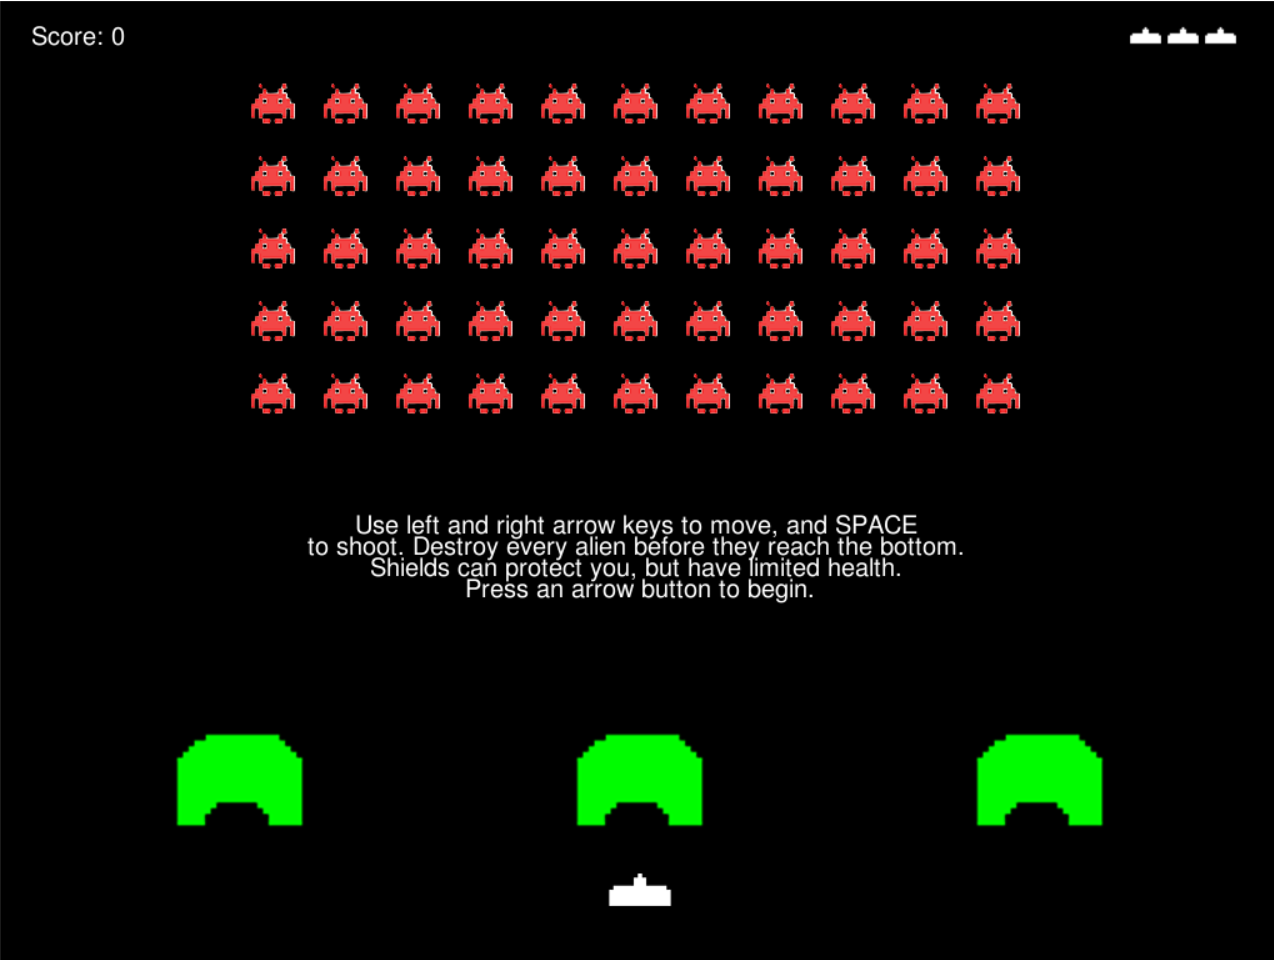 Score: 0
Use left and right arrow keys to move, and SPACE
to shoot. Destroy every alien before they reach the bottom.
Shields can protect you, but have limited health.
Press an arrow button to begin.